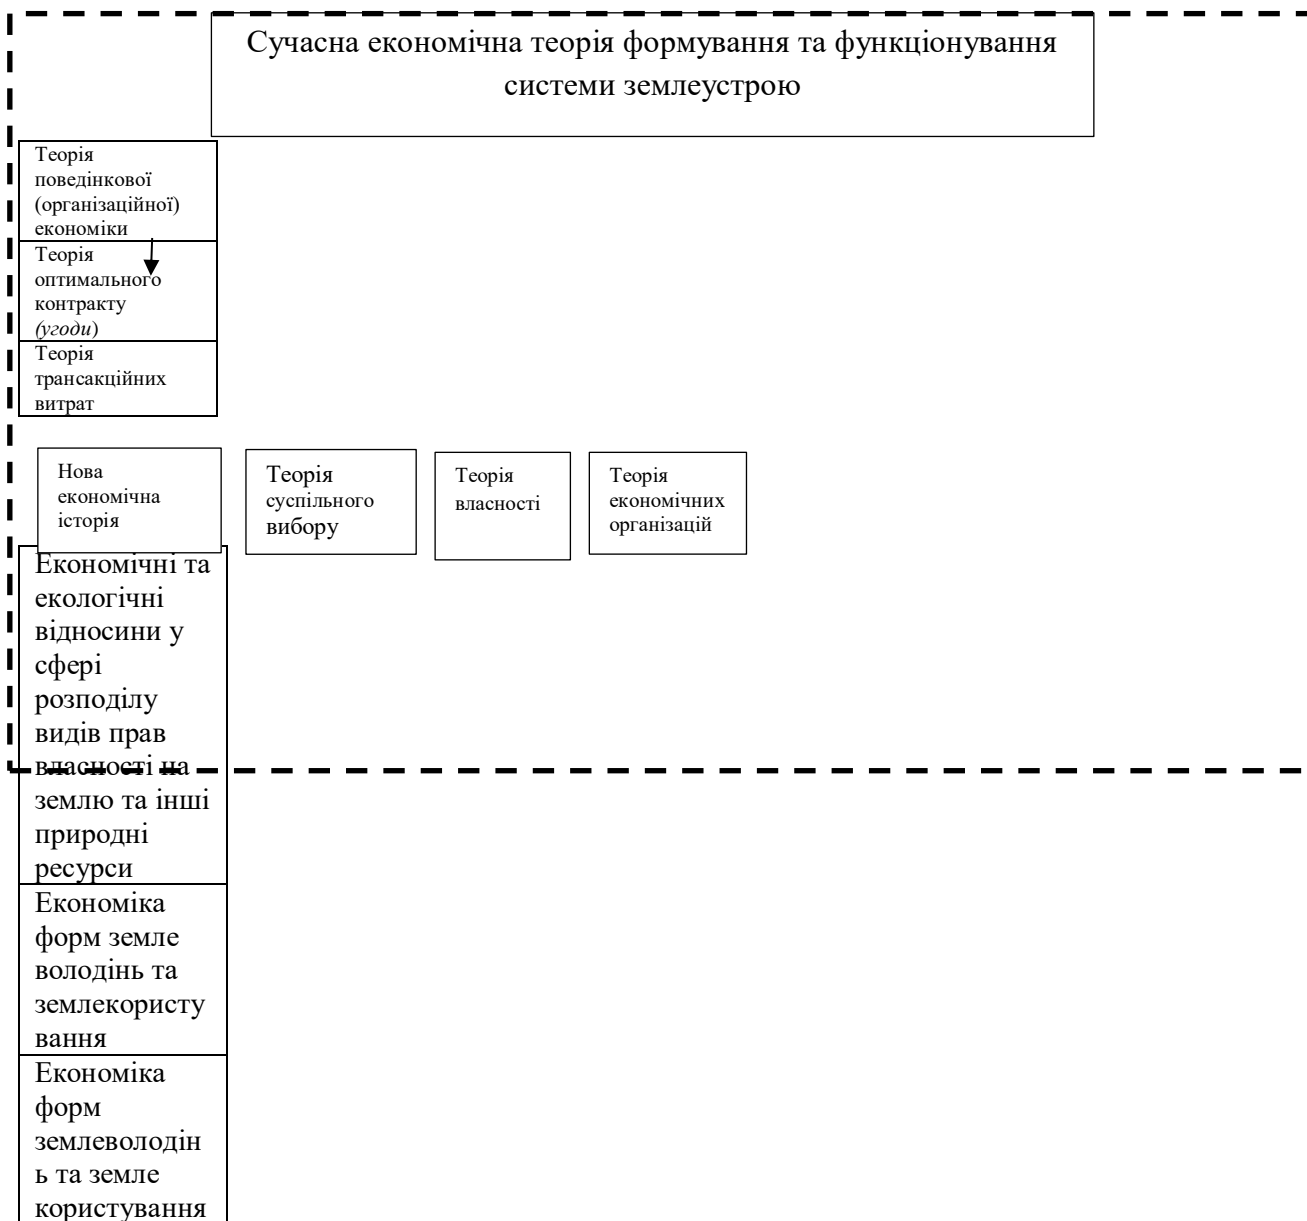 Сучасна економічна теорія формування та функціонування
системи землеустрою
Теорія
поведінкової
(організаційної)
економіки
Теорія
оптимального
контракту
(угоди)
Теорія
трансакційних
витрат
Нова
економічна
історія
Теорія
суспільного
вибору
Теорія
власності
Теорія
економічних
організацій
Економічні та
екологічні
відносини у
сфері
розподілу
видів прав
власності на
землю та інші
природні
ресурси
Економіка
форм земле
володінь та
землекористу
вання
Економіка
форм
землеволодін
ь та земле
користування